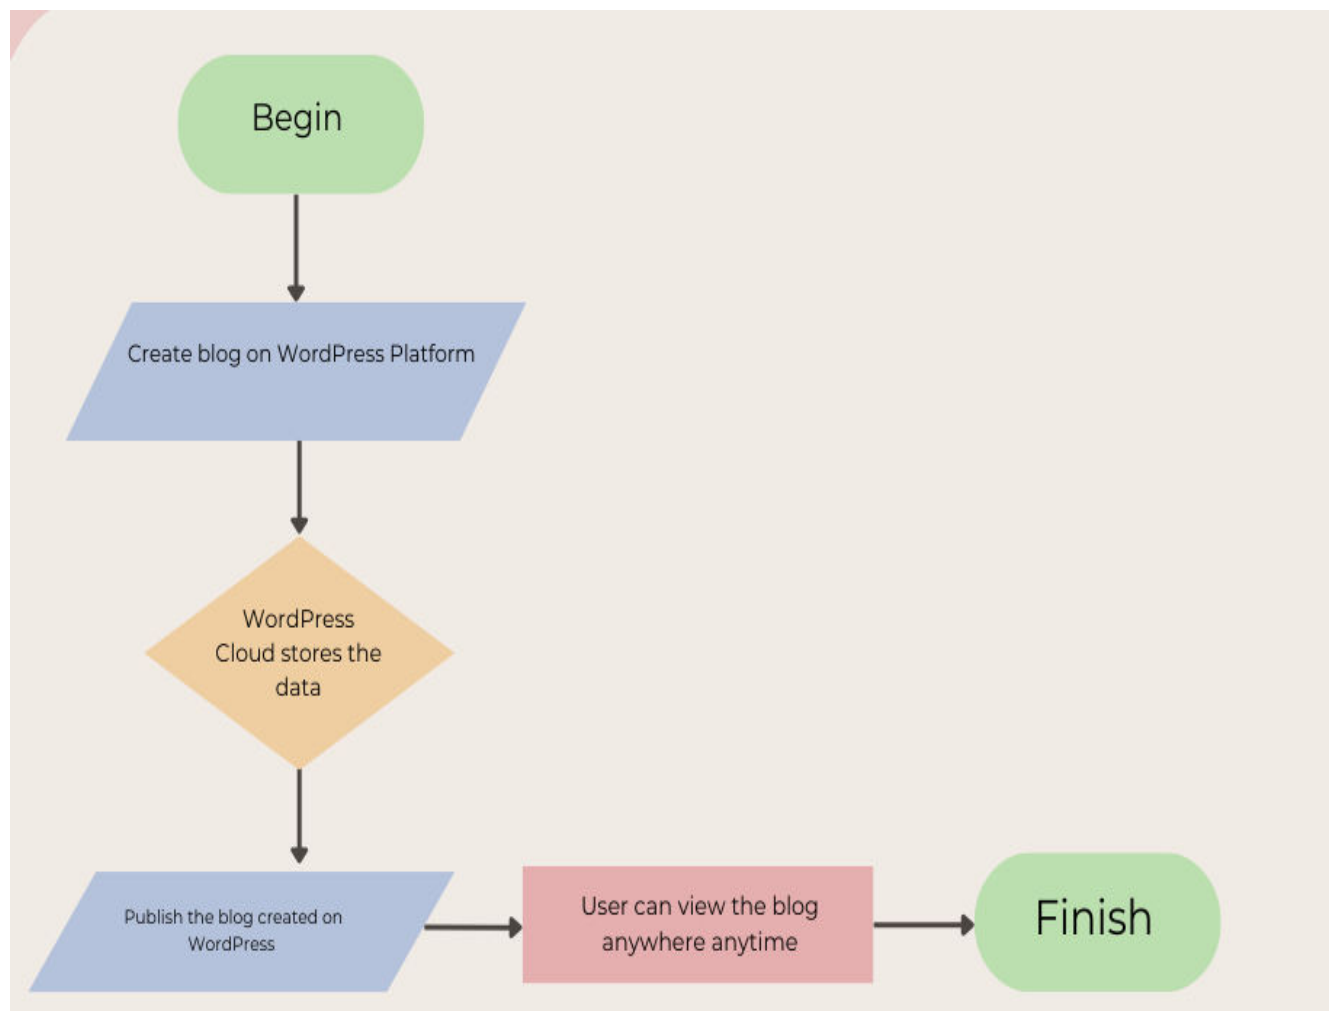 Begin
Create blog on WordPress Platform
WordPress
Cloud stores the
data
Publish the blog created on
WordPress
User can view the blog
anywhere anytime
Finish